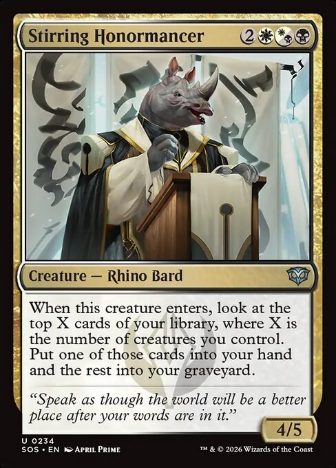 Stirring Honormancer 2
Creature — Rhino Bard
When this creature enters, look at the
top X cards of your library, where X is
the number of creatures you control.
Put one of those cards into your hand
and the rest into your graveyard.
“Speak as though the world will be a better
place after your words are in it.”
4/5
U 0234
SOS • EN APRIL PRIME
™ & © 2026 Wizards of the Coast